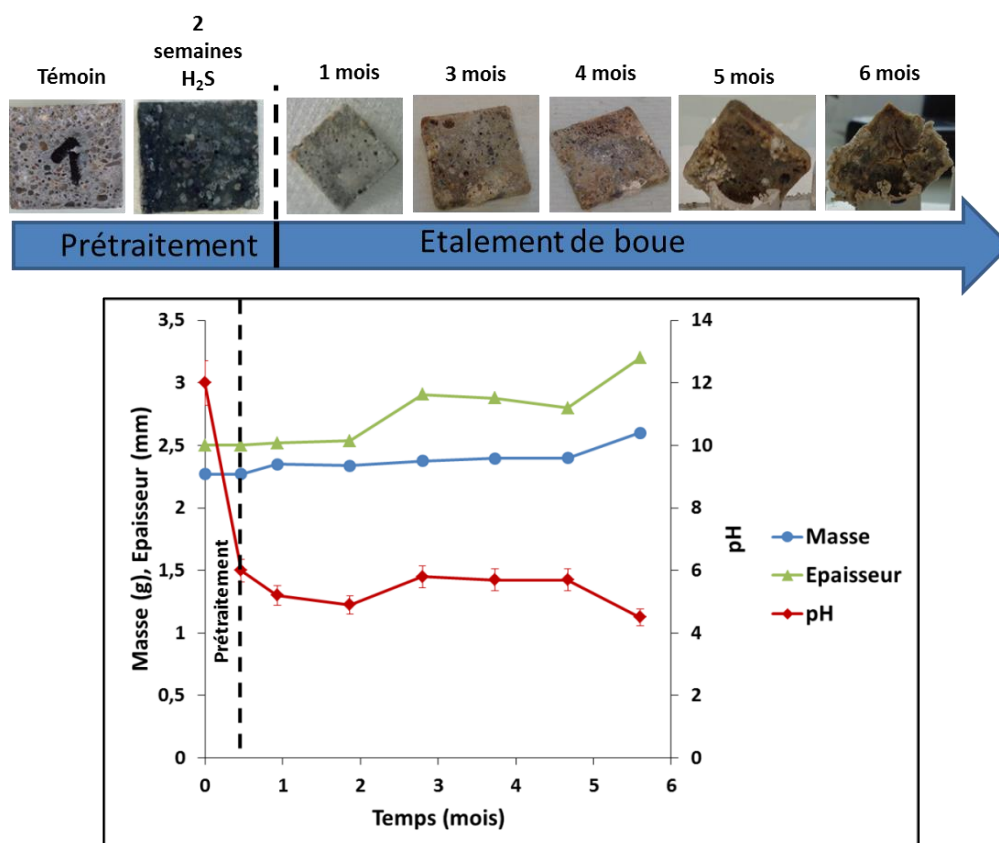 2
semaines
H₂S
Témoin
1 mois
3 mois
4 mois
5 mois
6 mois
Prétraitement
Etalement de boue
3,5
3
2,5
2
1,5
1
0,5
0
Masse (g), Epaisseur (mm)
Prétraitement
14
12
10
8
6
4
2
0
pH
0 1 2 3 4 5 6
Temps (mois)
Masse
Epaisseur
pH